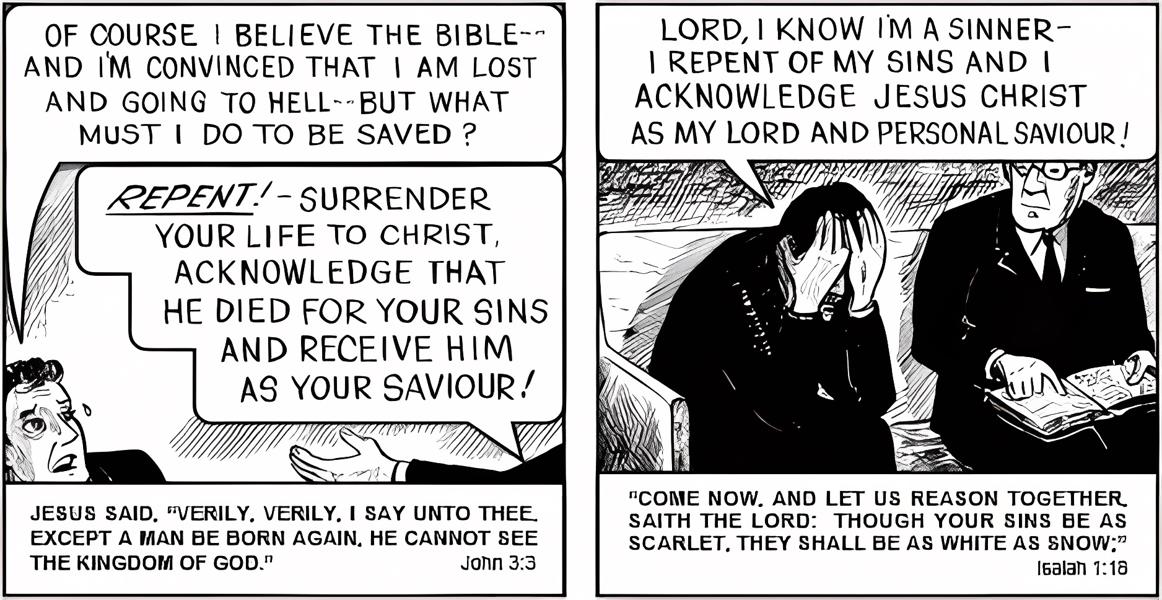 OF COURSE I BELIEVE THE BIBLE--
AND I'M CONVINCED THAT I AM LOST
AND GOING TO HELL--BUT WHAT
MUST I DO TO BE SAVED?
REPENT! - SURRENDER
YOUR LIFE TO CHRIST,
ACKNOWLEDGE THAT
HE DIED FOR YOUR SINS
AND RECEIVE HIM
AS YOUR SAVIOUR!
JESUS SAID, "VERILY, VERILY, I SAY UNTO THEE,
EXCEPT A MAN BE BORN AGAIN, HE CANNOT SEE
THE KINGDOM OF GOD."
John 3:3
LORD, I KNOW I'M A SINNER-
I REPENT OF MY SINS AND I
ACKNOWLEDGE JESUS CHRIST
AS MY LORD AND PERSONAL SAVIOUR!
"COME NOW, AND LET US REASON TOGETHER,
SAITH THE LORD: THOUGH YOUR SINS BE AS
SCARLET, THEY SHALL BE AS WHITE AS SNOW;"
Isaiah 1:18